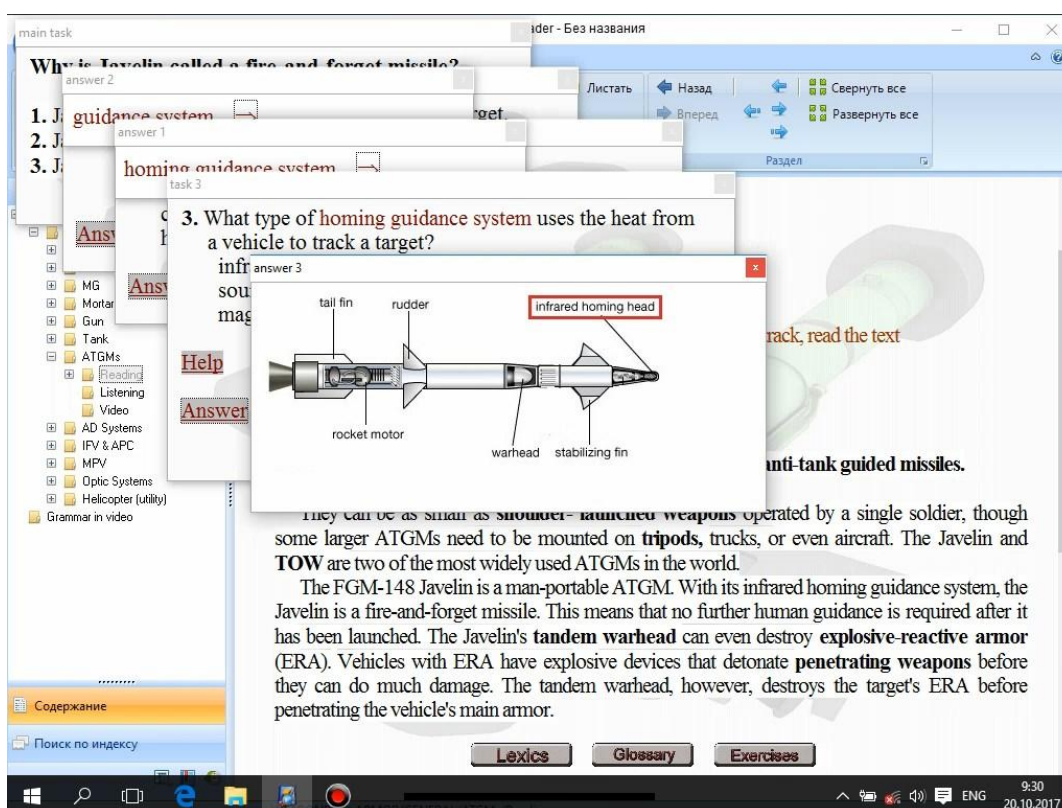 main task
ader - Без названия
Why is Javelin called a fire-and-forget missile?
answer 2
Листать
Назад
Свернуть все
1. Ja
guidance system →
rget.
Вперед
Развернуть все
answer 1
2. Ja
3. Ja
homing guidance system →
Раздел
task 3
3. What type of homing guidance system uses the heat from
a vehicle to track a target?
Answ
infr
answer 3
sou
mag
Answ
MG
Mortar
Gun
Tank
ATGMs
Reading
Listening
Video
AD Systems
IFV & APC
MPV
Optic Systems
Helicopter (utility)
Grammar in video
Help
Answer
tail fin
rudder
infrared homing head
rocket motor
warhead
stabilizing fin
rack, read the text
anti-tank guided missiles.
They can be as small as shoulder- launched weapons operated by a single soldier, though
some larger ATGMs need to be mounted on tripods, trucks, or even aircraft. The Javelin and
TOW are two of the most widely used ATGMs in the world.
The FGM-148 Javelin is a man-portable ATGM. With its infrared homing guidance system, the
Javelin is a fire-and-forget missile. This means that no further human guidance is required after it
has been launched. The Javelin's tandem warhead can even destroy explosive-reactive armor
(ERA). Vehicles with ERA have explosive devices that detonate penetrating weapons before
they can do much damage. The tandem warhead, however, destroys the target's ERA before
penetrating the vehicle's main armor.
Содержание
Поиск по индексу
Lexics
Glossary
Exercises
ENG
9:30